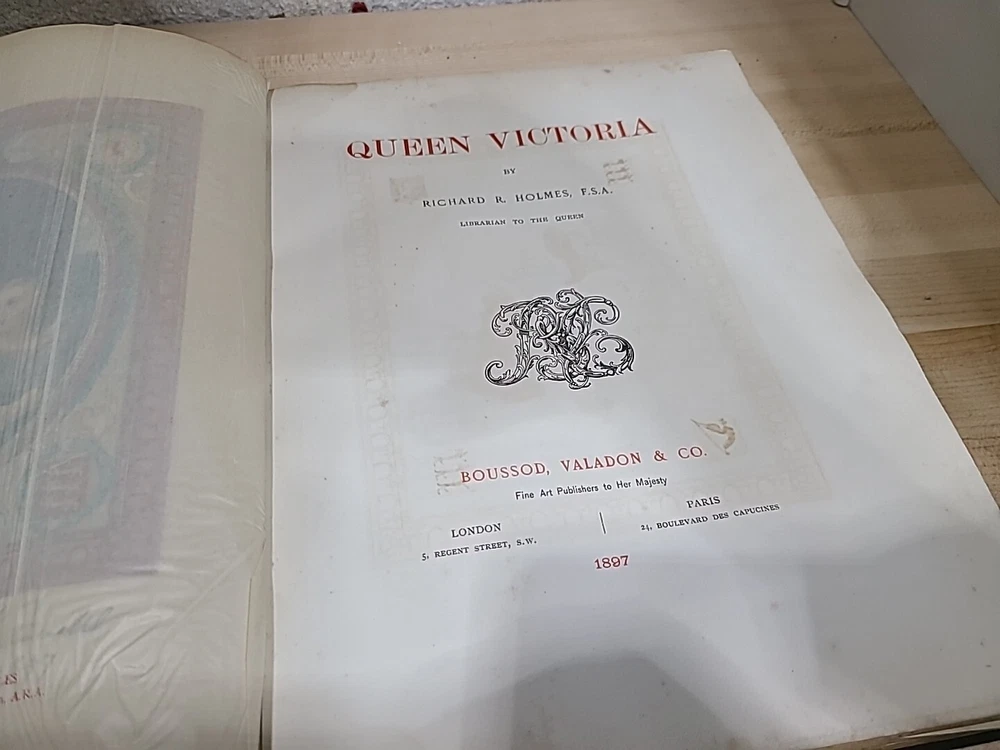 QUEEN VICTORIA
BY
RICHARD R. HOLMES, F.S.A.
LIBRARIAN TO THE QUEEN
BOUSSOD, VALADON & CO.
Fine Art Publishers to Her Majesty
LONDON
5, REGENT STREET, S.W.
PARIS
24, BOULEVARD DES CAPUCINES
1897
A.R.A.